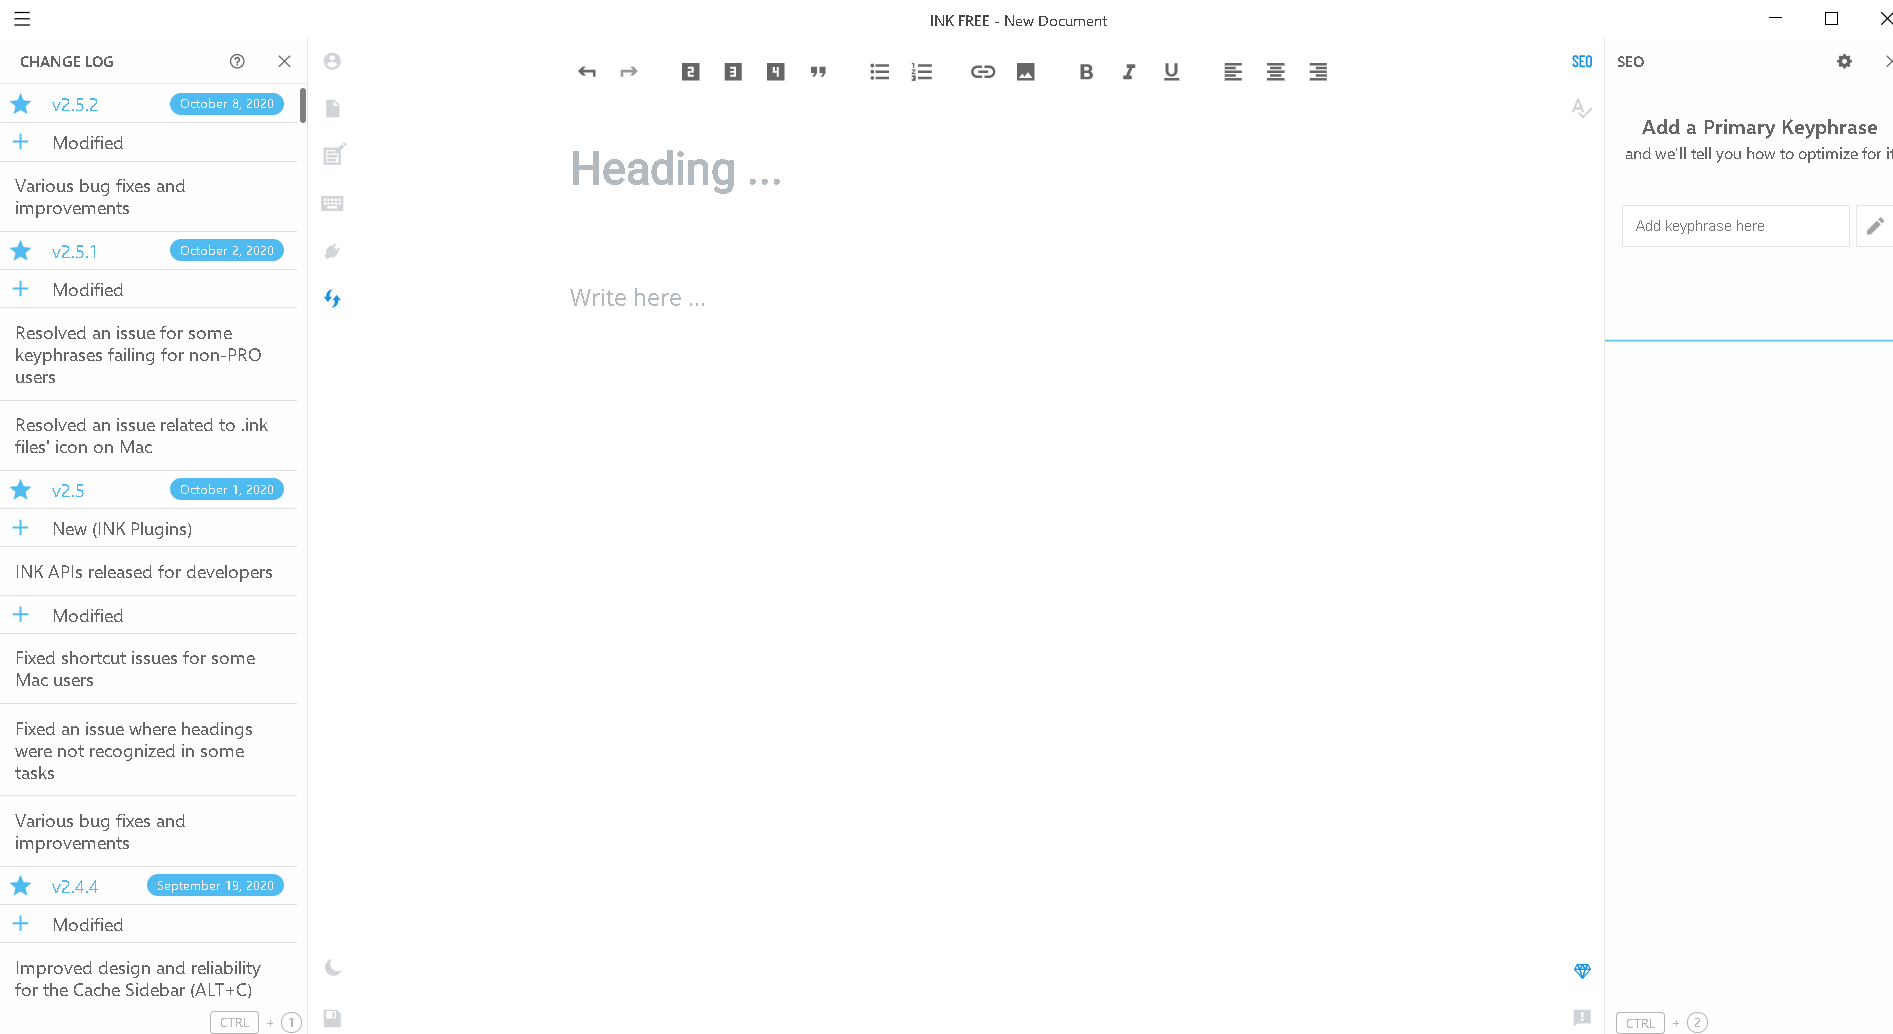 INK FREE - New Document
CHANGE LOG
v2.5.2
October 8, 2020
Modified
Various bug fixes and
improvements
v2.5.1
October 2, 2020
Modified
Resolved an issue for some
keyphrases failing for non-PRO
users
Resolved an issue related to .ink
files' icon on Mac
v2.5
October 1, 2020
New (INK Plugins)
INK APIs released for developers
Modified
Fixed shortcut issues for some
Mac users
Fixed an issue where headings
were not recognized in some
tasks
Various bug fixes and
improvements
v2.4.4
September 19, 2020
Modified
Improved design and reliability
for the Cache Sidebar (ALT+C)
CTRL + 1
2 3 4
B I U
Heading ...
Write here ...
SEO
SEO
Add a Primary Keyphrase
and we'll tell you how to optimize for it
Add keyphrase here
CTRL + 2